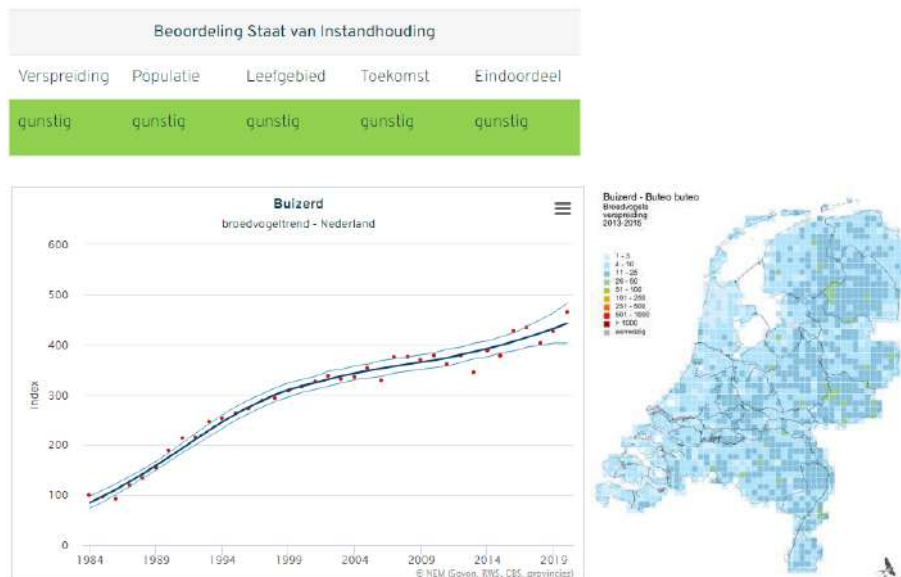 Beoordeling Staat van Instandhouding
Verspreiding Populatie Leefgebied Toekomst Eindoordeel
gunstig gunstig gunstig gunstig gunstig
Buizerd
broedvogeltrend - Nederland
600
500
400
300
200
100
0
Index
1984 1989 1994 1999 2004 2009 2014 2019
© NEM (Sovon, RWS, CBS, provincies)
Buizerd - Buteo buteo
Broedvogels
verspreiding
2013-2015
1 - 3
4 - 10
11 - 25
26 - 50
51 - 100
101 - 250
251 - 500
501 - 1000
> 1000
aanwezig